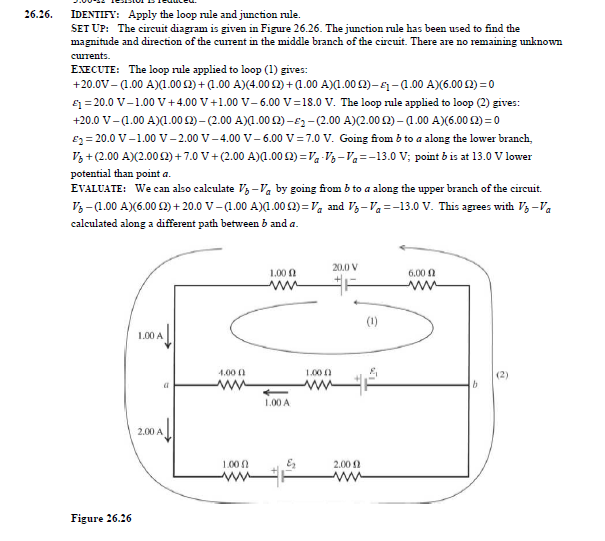 26.26. IDENTIFY: Apply the loop rule and junction rule.
SET UP: The circuit diagram is given in Figure 26.26. The junction rule has been used to find the
magnitude and direction of the current in the middle branch of the circuit. There are no remaining unknown
currents.
EXECUTE: The loop rule applied to loop (1) gives:
+20.0V – (1.00 A)(1.00 Ω) + (1.00 A)(4.00 Ω) + (1.00 A)(1.00 Ω) – ε₁ – (1.00 A)(6.00 Ω) = 0
ε₁ = 20.0 V – 1.00 V + 4.00 V + 1.00 V – 6.00 V = 18.0 V. The loop rule applied to loop (2) gives:
+20.0 V – (1.00 A)(1.00 Ω) – (2.00 A)(1.00 Ω) – ε₂ – (2.00 A)(2.00 Ω) – (1.00 A)(6.00 Ω) = 0
ε₂ = 20.0 V – 1.00 V – 2.00 V – 4.00 V – 6.00 V = 7.0 V. Going from b to a along the lower branch,
V_b + (2.00 A)(2.00 Ω) + 7.0 V + (2.00 A)(1.00 Ω) = V_a. V_b – V_a = –13.0 V; point b is at 13.0 V lower
potential than point a.
EVALUATE: We can also calculate V_b – V_a by going from b to a along the upper branch of the circuit.
V_b – (1.00 A)(6.00 Ω) + 20.0 V – (1.00 A)(1.00 Ω) = V_a and V_b – V_a = –13.0 V. This agrees with V_b – V_a
calculated along a different path between b and a.
1.00 Ω 20.0 V 6.00 Ω
+ –
(1)
1.00 A
4.00 Ω 1.00 Ω ε₁ (2)
+ –
a b
1.00 A
2.00 A
1.00 Ω ε₂ 2.00 Ω
+ –
Figure 26.26